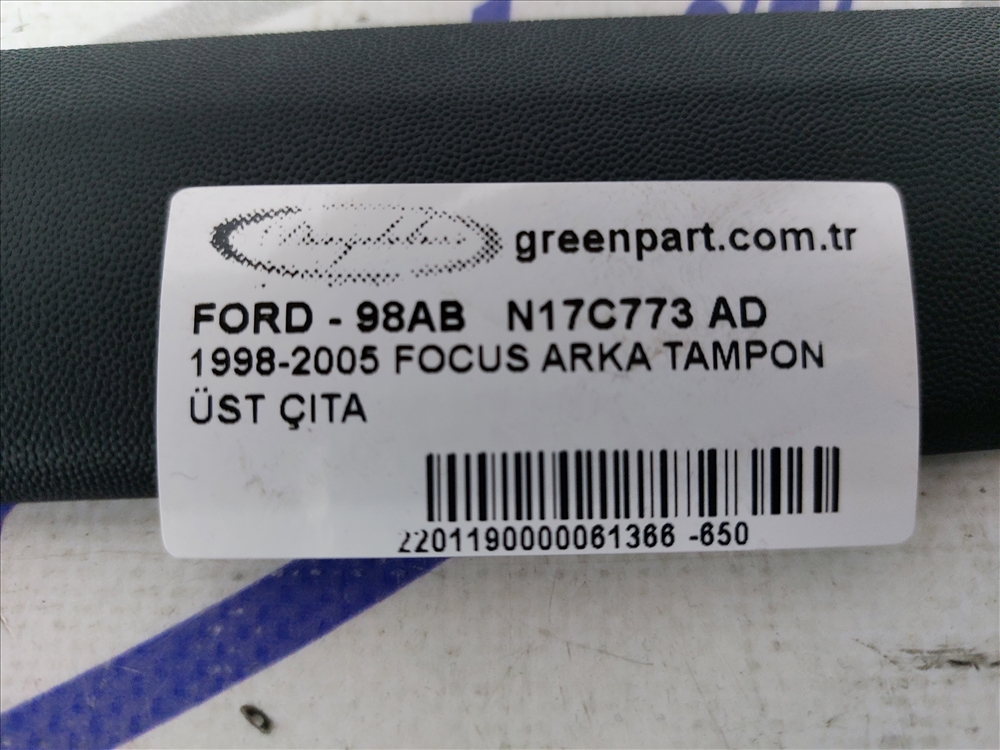 greenpart.com.tr
FORD - 98AB N17C773 AD
1998-2005 FOCUS ARKA TAMPON
ÜST ÇITA
2201190000061366 -650